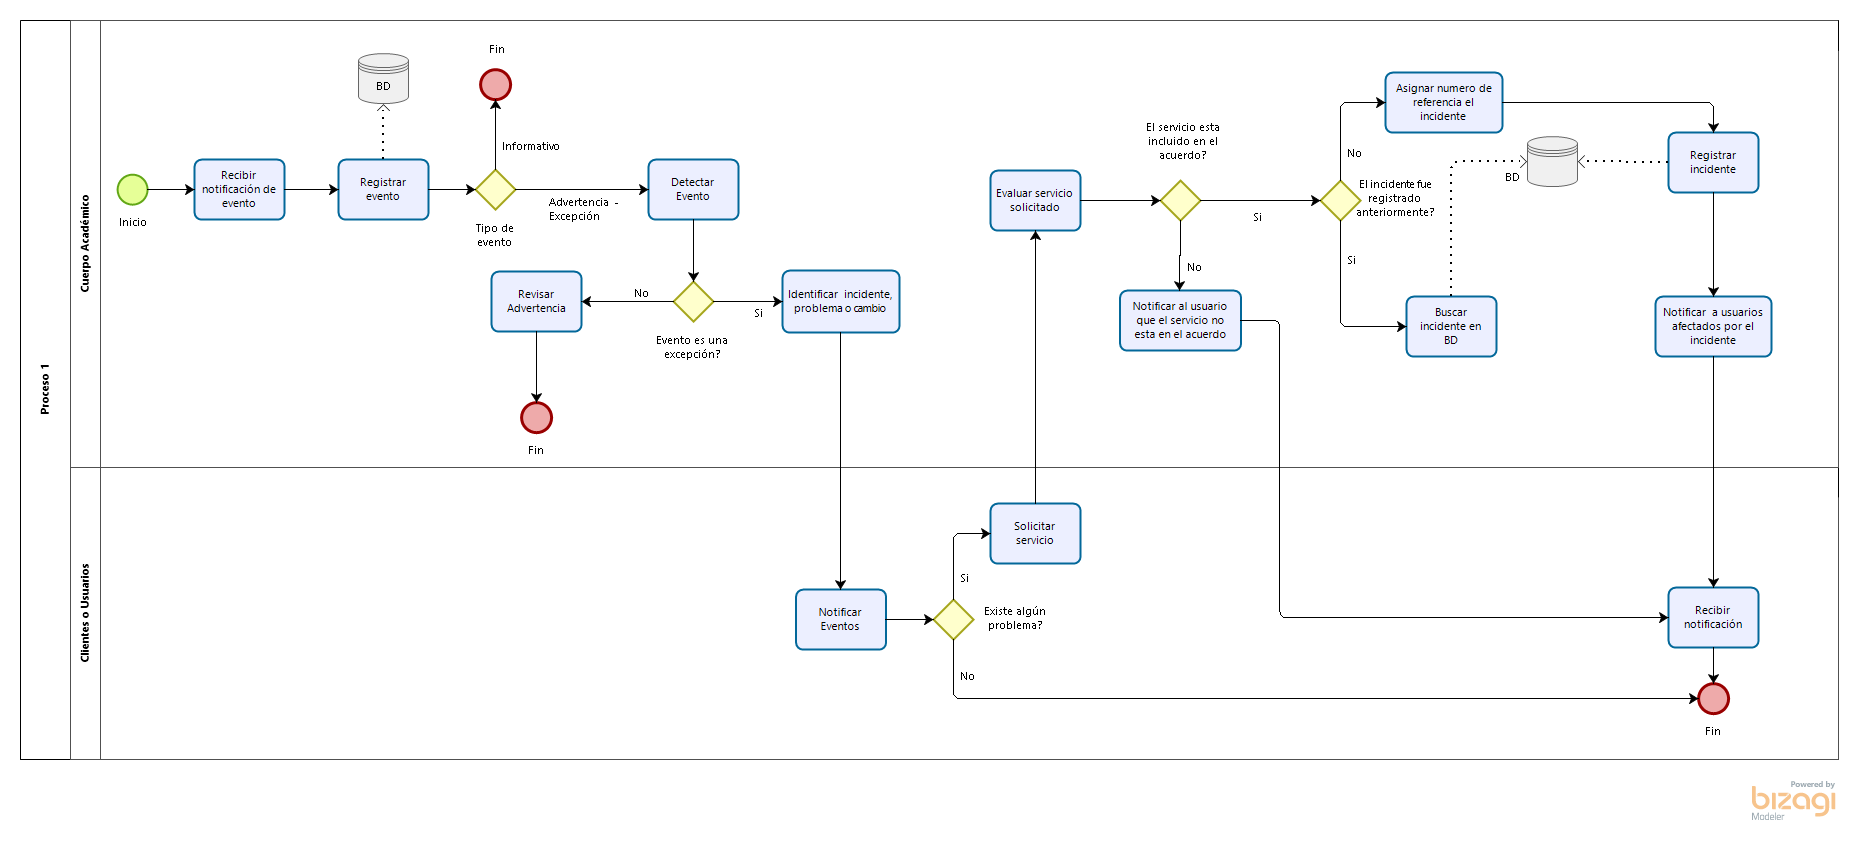 Proceso 1
Cuerpo Académico
Inicio
Recibir
notificación de
evento
Registrar
evento
BD
Fin
Informativo
Tipo de
evento
Advertencia -
Excepción
Detectar
Evento
Revisar
Advertencia
No
Si
Evento es una
excepción?
Identificar incidente,
problema o cambio
Fin
Evaluar servicio
solicitado
El servicio esta
incluido en el
acuerdo?
Si
No
Notificar al usuario
que el servicio no
esta en el acuerdo
El incidente fue
registrado
anteriormente?
No
Si
Asignar numero de
referencia el
incidente
Buscar
incidente en
BD
BD
Registrar
incidente
Notificar a usuarios
afectados por el
incidente
Clientes o Usuarios
Notificar
Eventos
Existe algún
problema?
Si
No
Solicitar
servicio
Recibir
notificación
Fin
Powered by
bizagi
Modeler